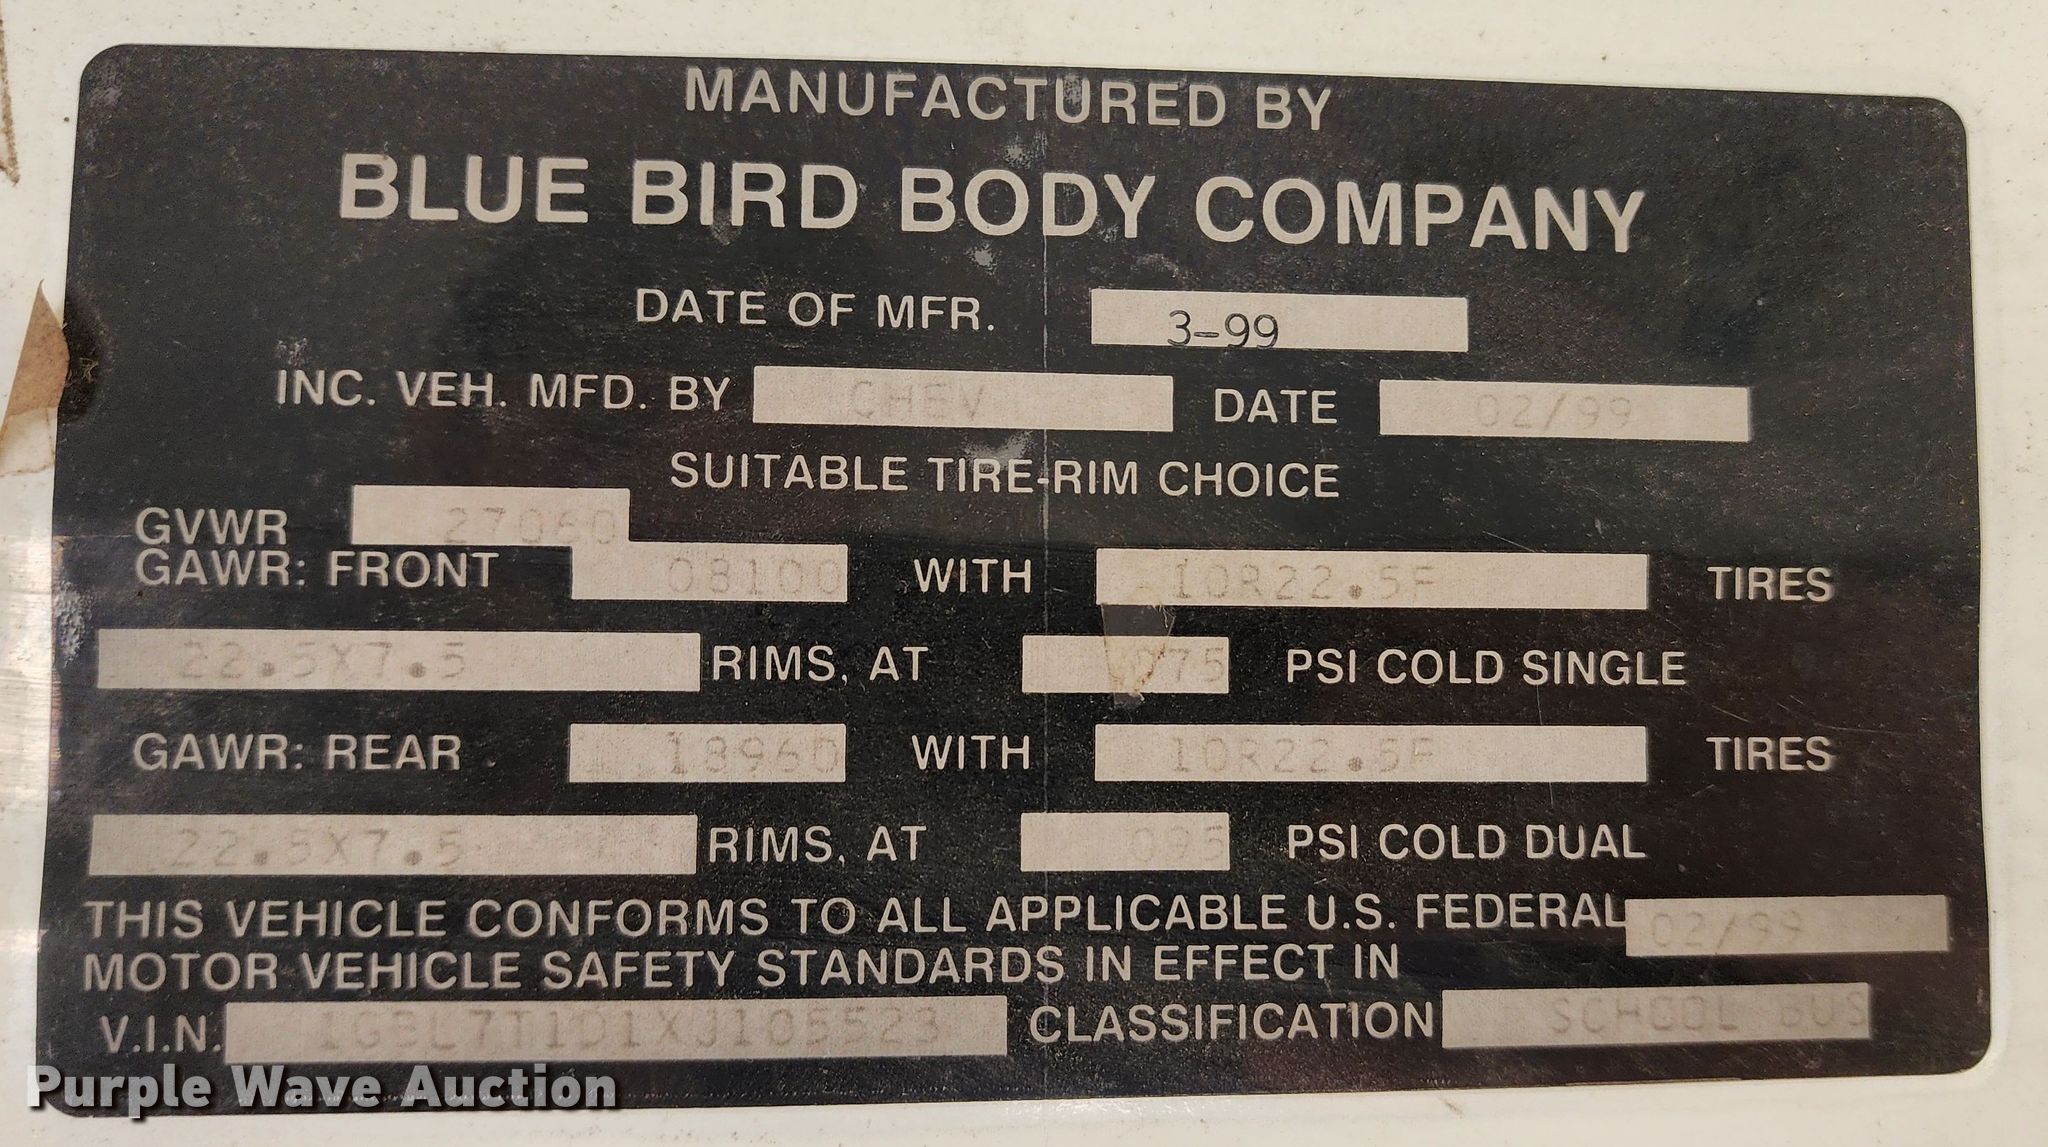 MANUFACTURED BY
BLUE BIRD BODY COMPANY
DATE OF MFR. 3-99
INC. VEH. MFD. BY CHEV DATE 02/99
SUITABLE TIRE-RIM CHOICE
GVWR 27060
GAWR: FRONT 08100 WITH 10R22.5F TIRES
22.5X7.5 RIMS, AT 075 PSI COLD SINGLE
GAWR: REAR 18960 WITH 10R22.5F TIRES
22.5X7.5 RIMS, AT 095 PSI COLD DUAL
THIS VEHICLE CONFORMS TO ALL APPLICABLE U.S. FEDERAL 02/99
MOTOR VEHICLE SAFETY STANDARDS IN EFFECT IN
V.I.N. 1GBL7T1D1XJ105523 CLASSIFICATION SCHOOL BUS
Purple Wave Auction